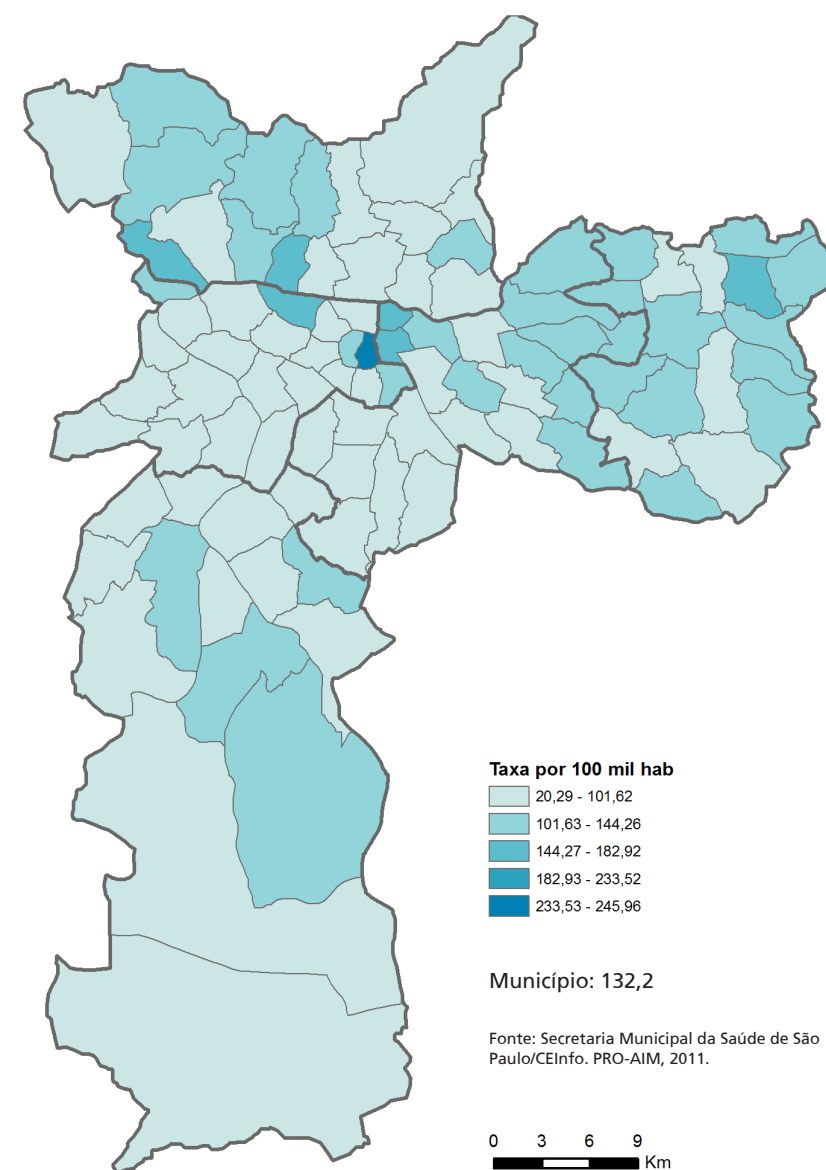 Taxa por 100 mil hab
20,29 - 101,62
101,63 - 144,26
144,27 - 182,92
182,93 - 233,52
233,53 - 245,96
Município: 132,2
Fonte: Secretaria Municipal da Saúde de São
Paulo/CEInfo. PRO-AIM, 2011.
0 3 6 9
Km